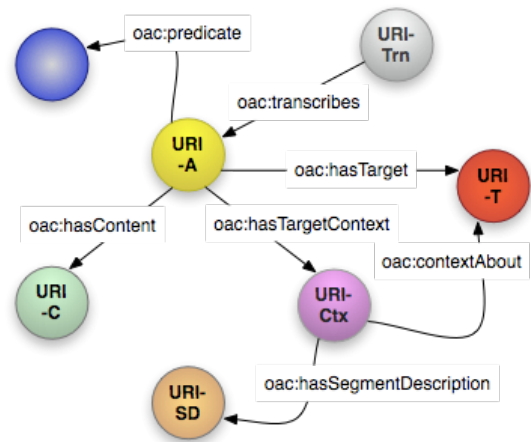 oac:predicate
URI-
Trn
oac:transcribes
URI
-A
oac:hasTarget
URI
-T
oac:hasContent
oac:hasTargetContext
oac:contextAbout
URI
-C
URI-
Ctx
oac:hasSegmentDescription
URI-
SD